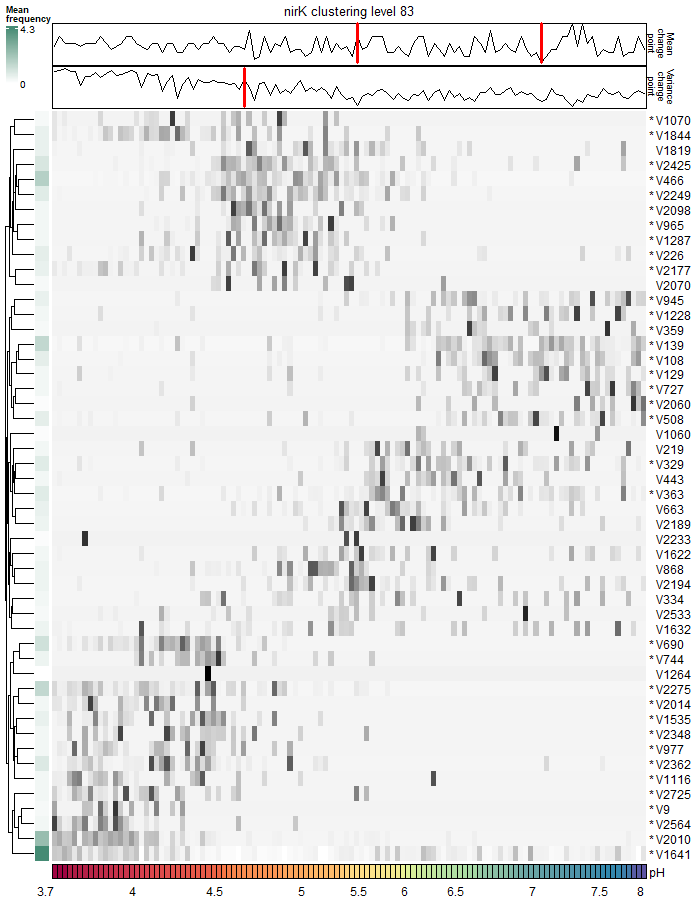 Mean
frequency
4.3
0
nirK clustering level 83
Mean
change
point
Variance
change
point
* V1070
* V1844
V1819
* V2425
* V466
* V2249
* V2098
* V965
* V1287
* V226
* V2177
V2070
* V945
* V1228
* V359
* V139
* V108
* V129
* V727
* V2060
* V508
V1060
V219
* V329
V443
* V363
V663
V2189
V2233
V1622
V868
V2194
V334
V2533
V1632
* V690
* V744
V1264
* V2275
* V2014
* V1535
* V2348
* V977
* V2362
* V1116
* V2725
* V9
* V2564
* V2010
* V1641
pH
3.7 4 4.5 5 5.5 6 6.5 7 7.5 8